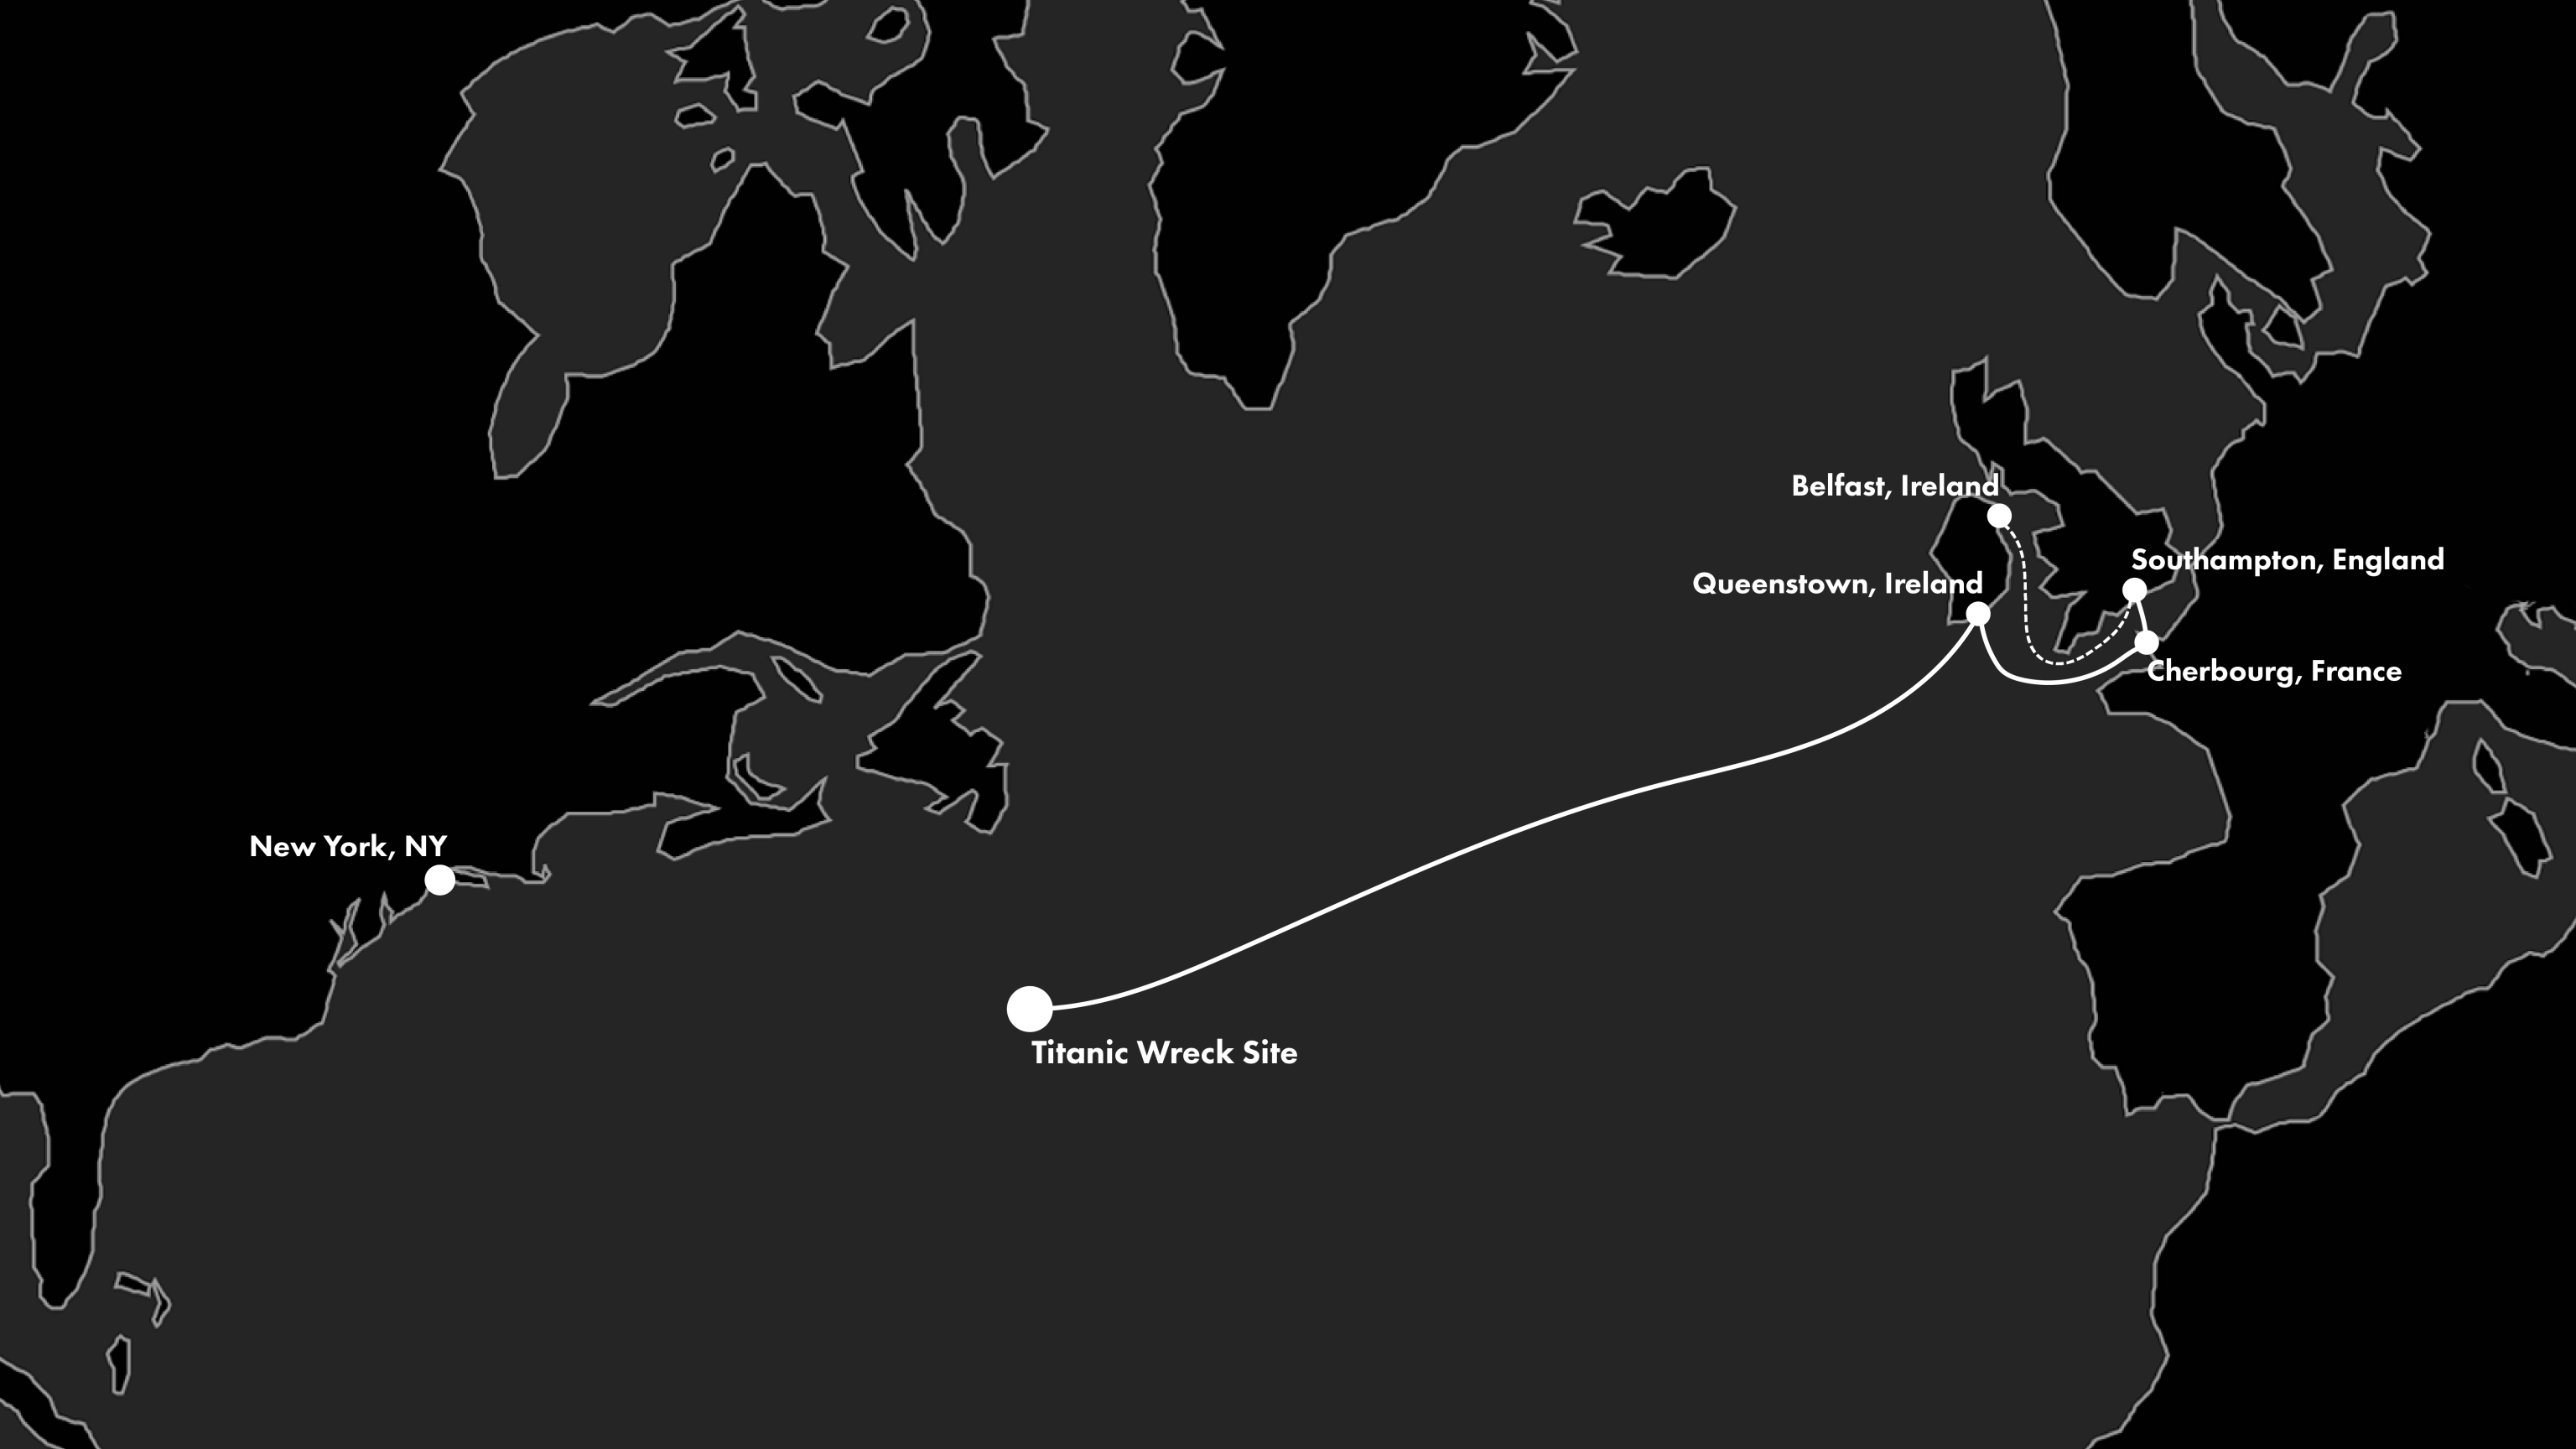 Belfast, Ireland
Southampton, England
Queenstown, Ireland
Cherbourg, France
New York, NY
Titanic Wreck Site